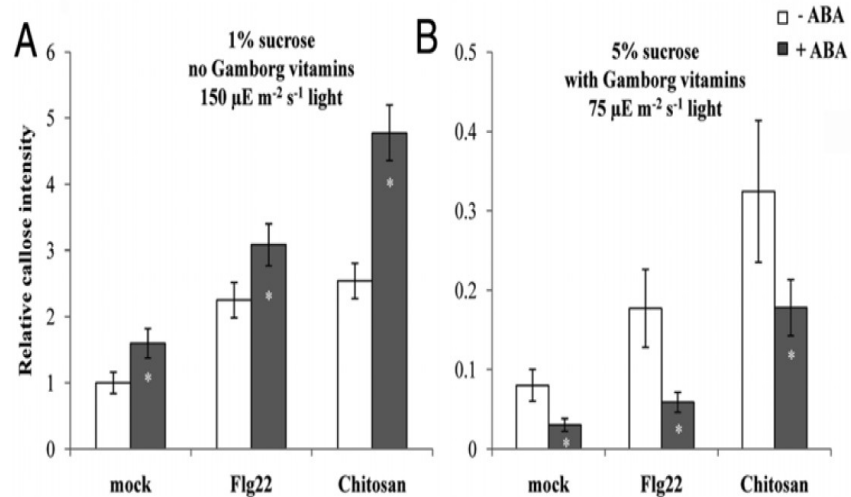 A
1% sucrose
no Gamborg vitamins
150 µE m⁻² s⁻¹ light
Relative callose intensity
6
5
4
3
2
1
0
*
*
*
mock
Flg22
Chitosan
B
- ABA
+ ABA
5% sucrose
with Gamborg vitamins
75 µE m⁻² s⁻¹ light
0.5
0.4
0.3
0.2
0.1
0
*
*
*
mock
Flg22
Chitosan